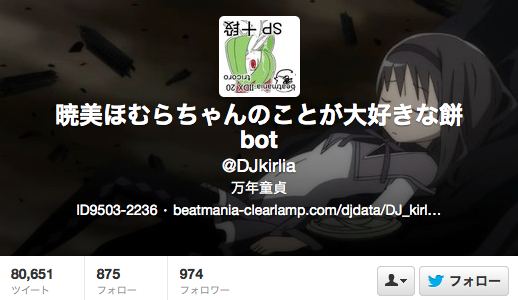 SP 十段
beatmania IIDX 20
tricoro
暁美ほむらちゃんのことが大好きな餅
bot
@DJkirlia
万年童貞
ID9503-2236 · beatmania-clearlamp.com/djdata/DJ_kirl…
80,651 875 974 フォロー
ツイート フォロー フォロワー